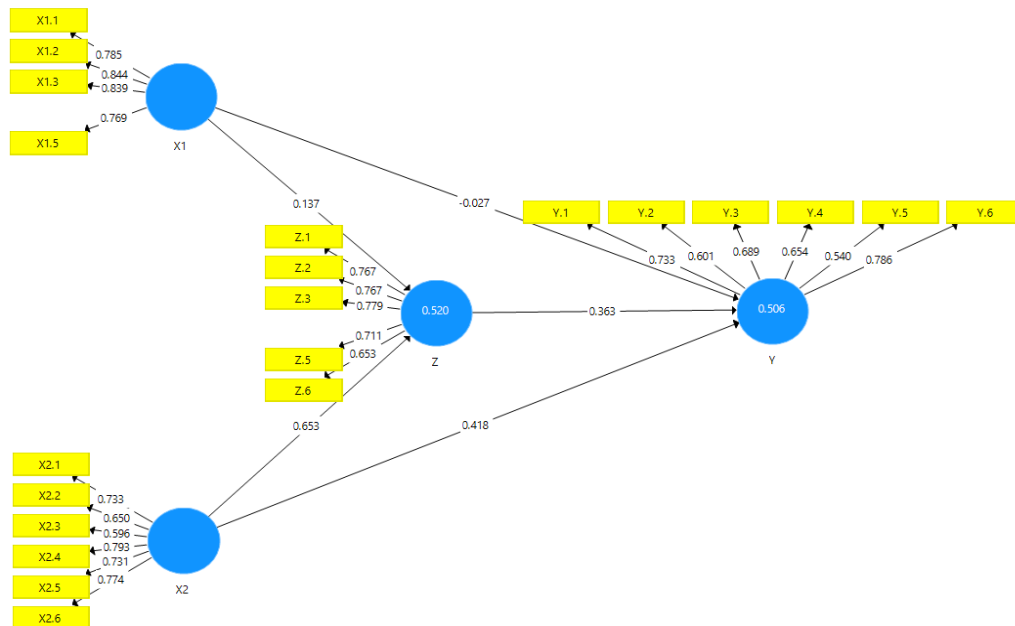 X1.1
X1.2
X1.3
X1.5
0.785
0.844
0.839
0.769
X1
0.137
-0.027
Z.1
Z.2
Z.3
Z.5
Z.6
0.767
0.767
0.779
0.711
0.653
0.520
Z
0.363
Y.1
Y.2
Y.3
Y.4
Y.5
Y.6
0.733
0.601
0.689
0.654
0.540
0.786
0.506
Y
0.653
0.418
X2.1
X2.2
X2.3
X2.4
X2.5
X2.6
0.733
0.650
0.596
0.793
0.731
0.774
X2